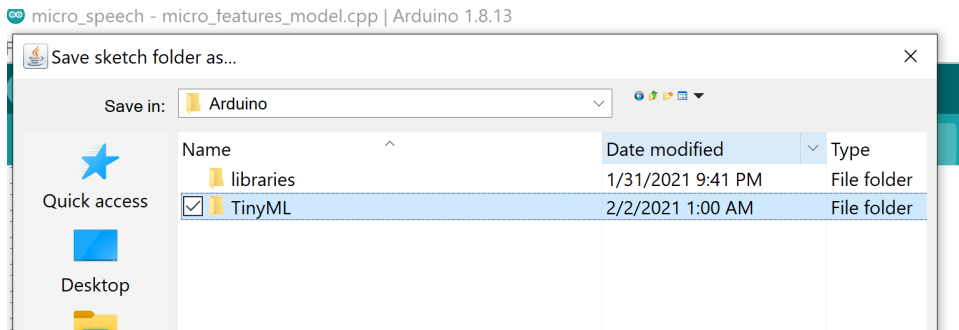 micro_speech - micro_features_model.cpp | Arduino 1.8.13
Save sketch folder as...
Save in: Arduino
Name Date modified Type
libraries 1/31/2021 9:41 PM File folder
TinyML 2/2/2021 1:00 AM File folder
Quick access
Desktop